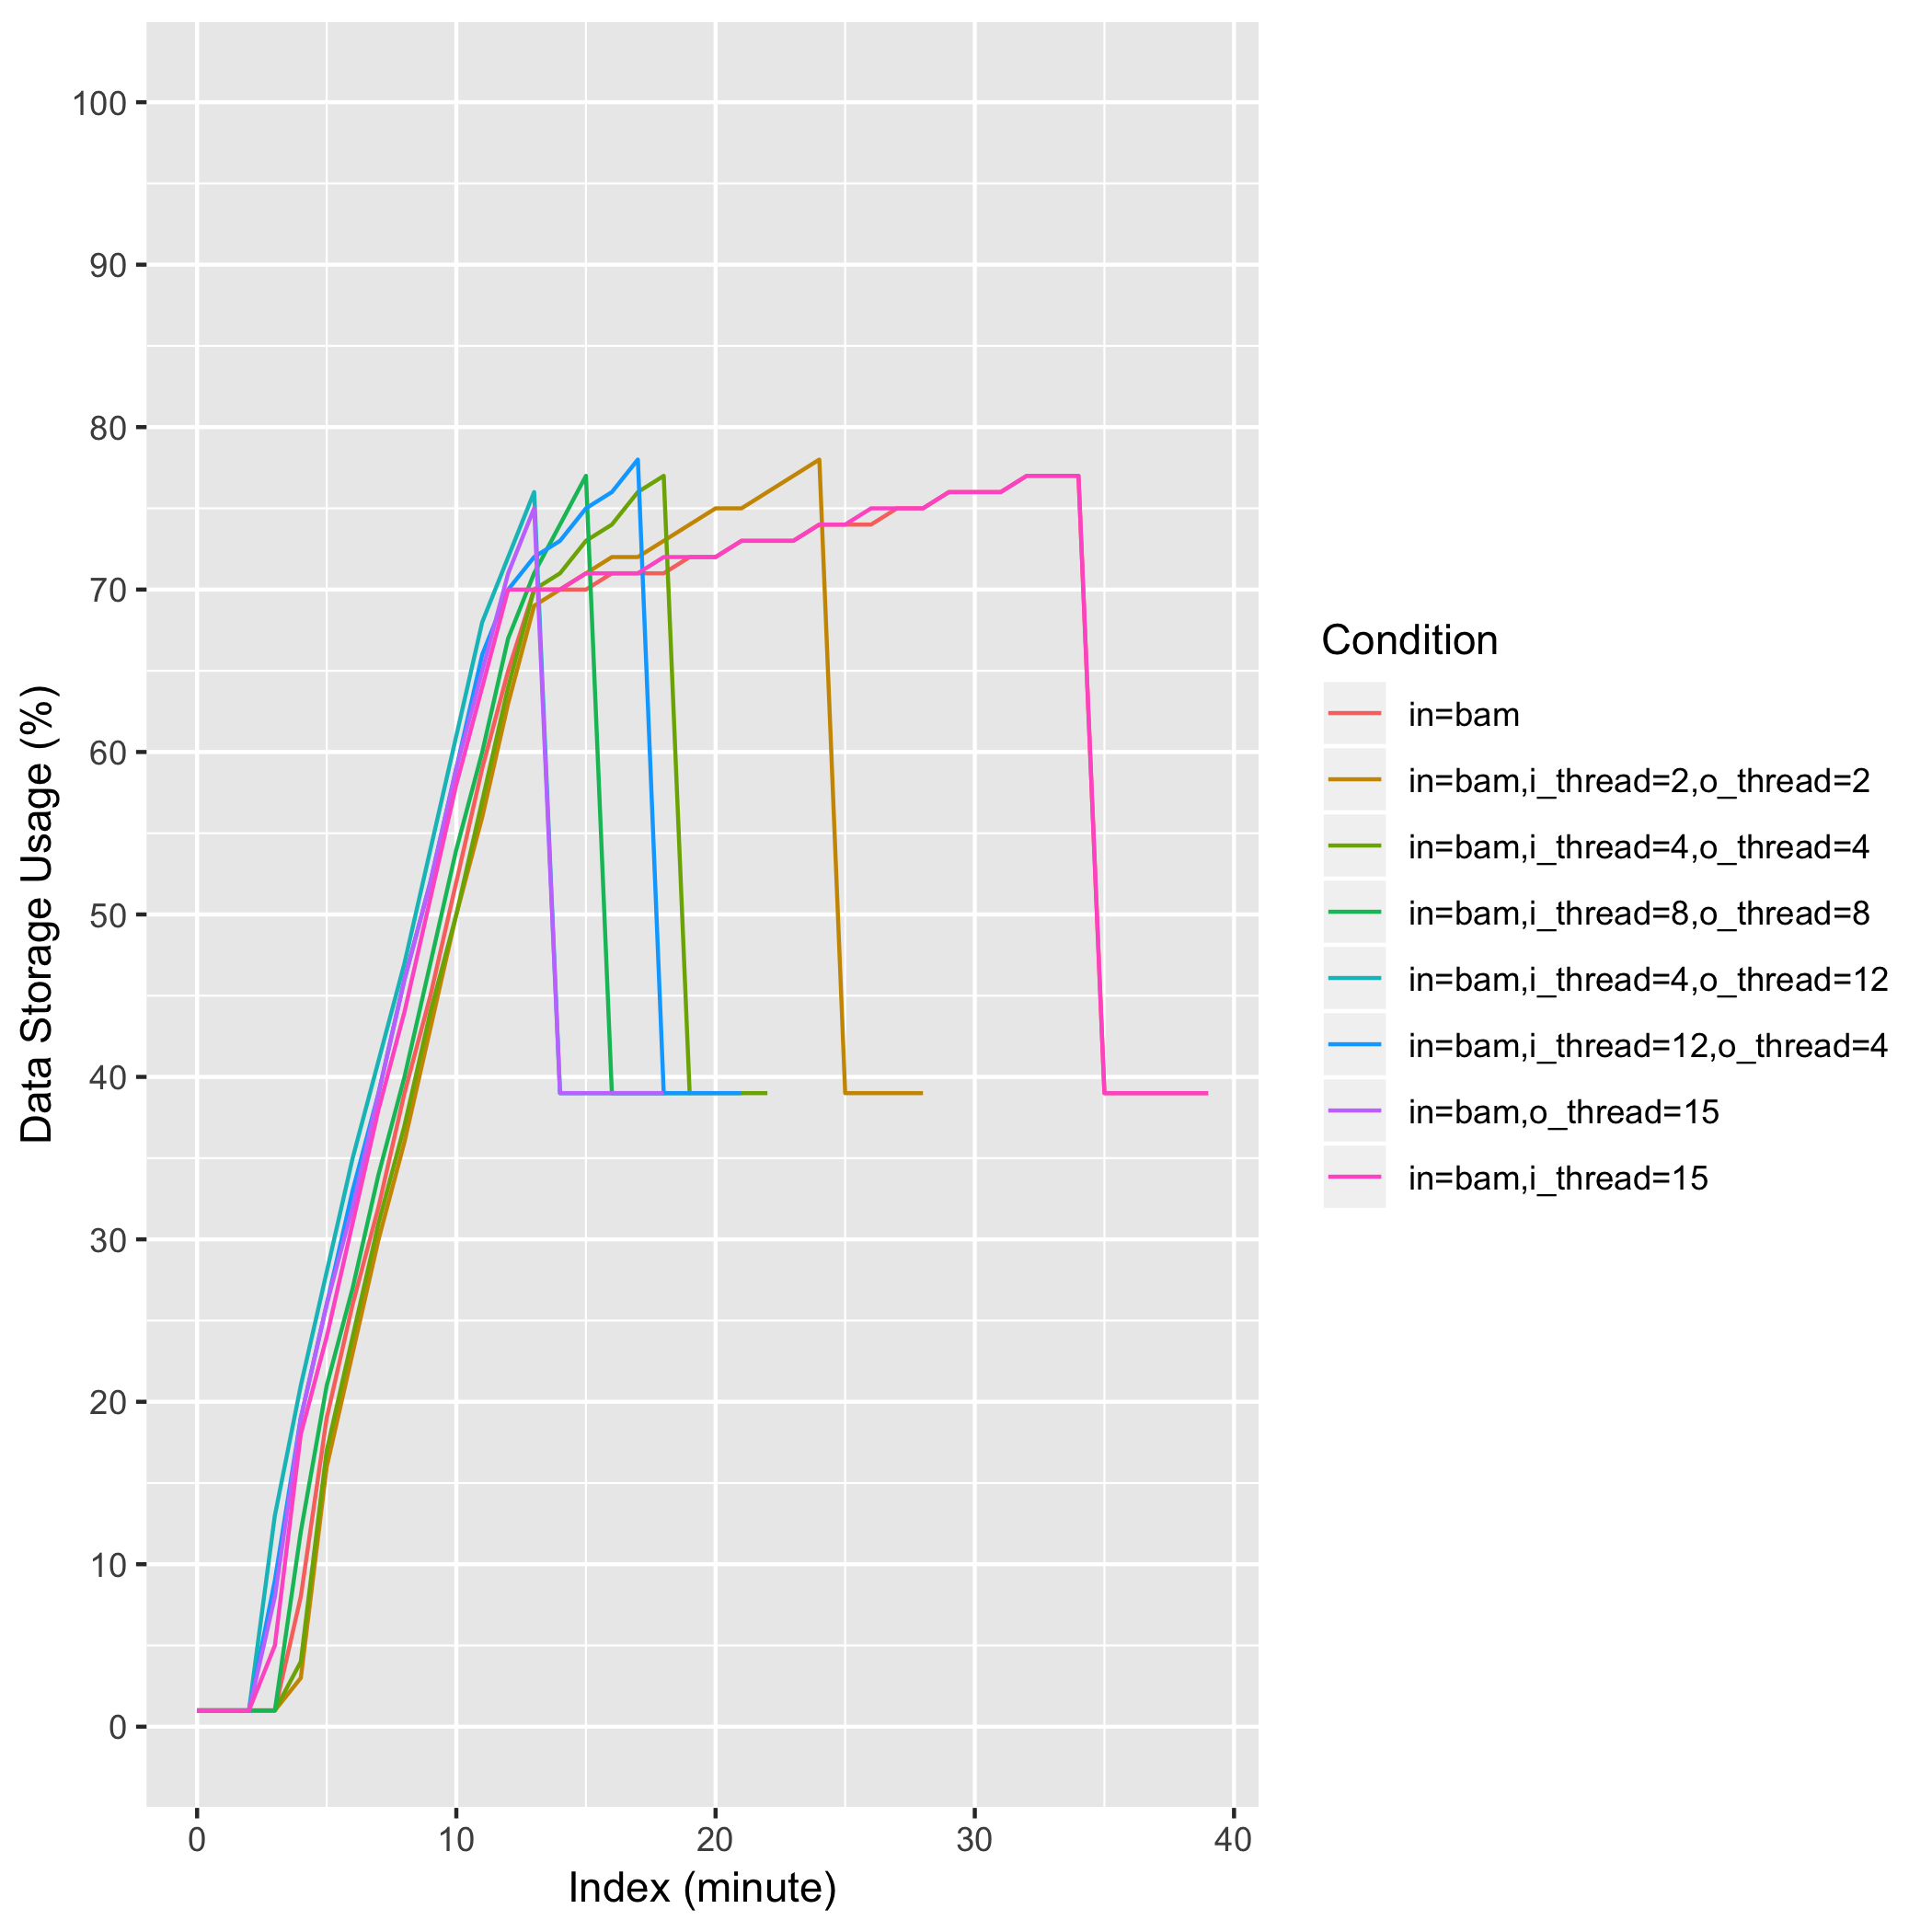 Data Storage Usage (%)
100
90
80
70
60
50
40
30
20
10
0
0 10 20 30 40
Index (minute)
Condition
in=bam
in=bam,i_thread=2,o_thread=2
in=bam,i_thread=4,o_thread=4
in=bam,i_thread=8,o_thread=8
in=bam,i_thread=4,o_thread=12
in=bam,i_thread=12,o_thread=4
in=bam,o_thread=15
in=bam,i_thread=15